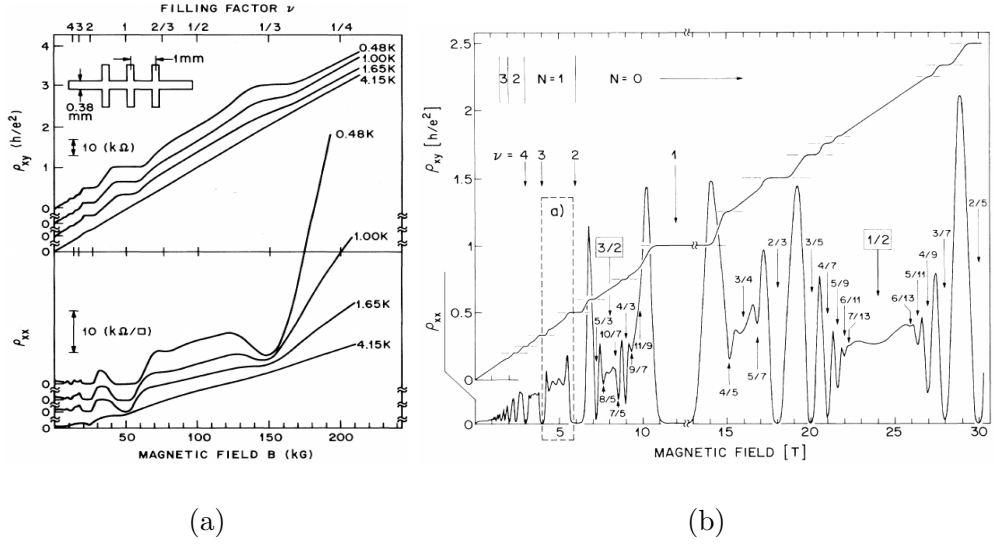 FILLING FACTOR ν
4 3 2 1 2/3 1/2 1/3 1/4
ρxy (h/e²)
4
3
2
1
0
0
0
0
1mm
0.38
mm
10 (kΩ)
0.48K
1.00K
1.65K
4.15K
0.48K
1.00K
1.65K
4.15K
ρxx
10 (kΩ/□)
0
0
0
0
0 50 100 150 200
MAGNETIC FIELD B (kG)
(a)
b)
ρxy [h/e²]
2.5
2
1.5
1
0.5
0
3 2 N=1 N=0
ν = 4 3 2 1
a)
3/2
1/2
5/3
10/7
4/3
11/9
9/7
8/5
7/5
3/4
4/5
5/7
2/3
3/5
4/7
5/9
6/11
7/13
6/13
5/11
4/9
3/7
2/5
ρxx
0
5 10 15 20 25 30
MAGNETIC FIELD [T]
(b)